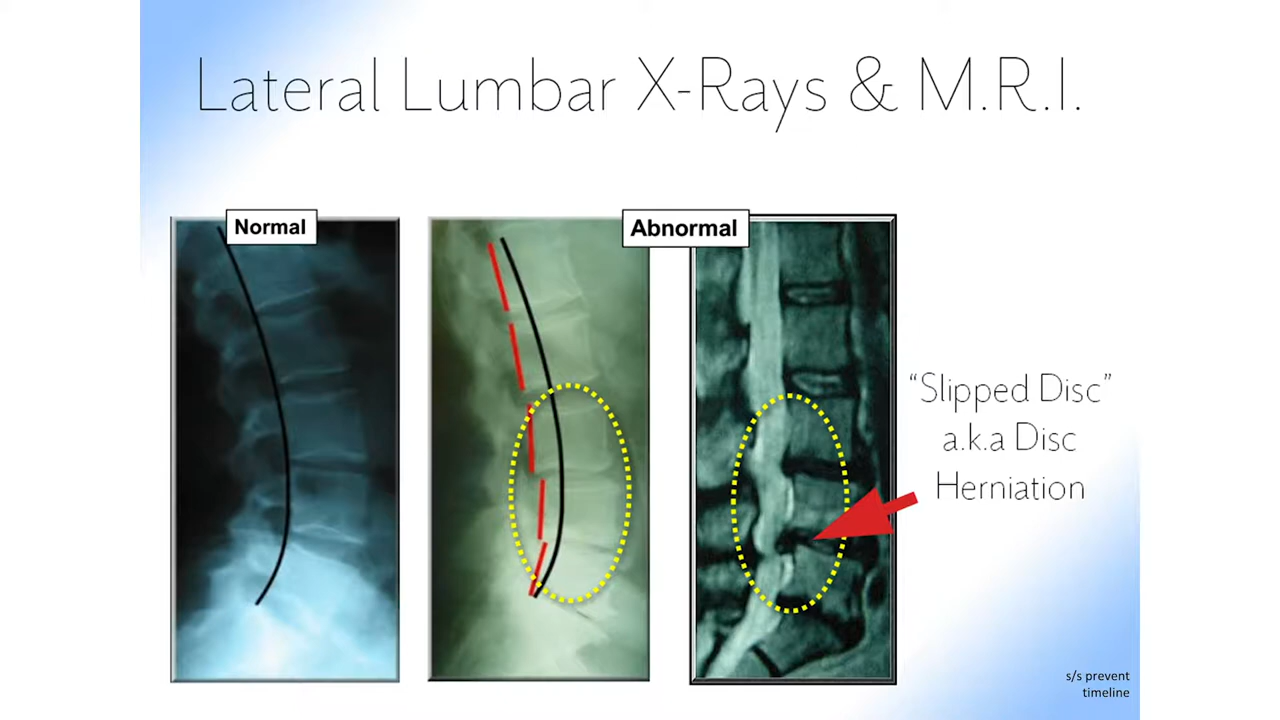 Lateral Lumbar X-Rays & M.R.I.
Normal
Abnormal
“Slipped Disc”
a.k.a Disc
Herniation
s/s prevent
timeline